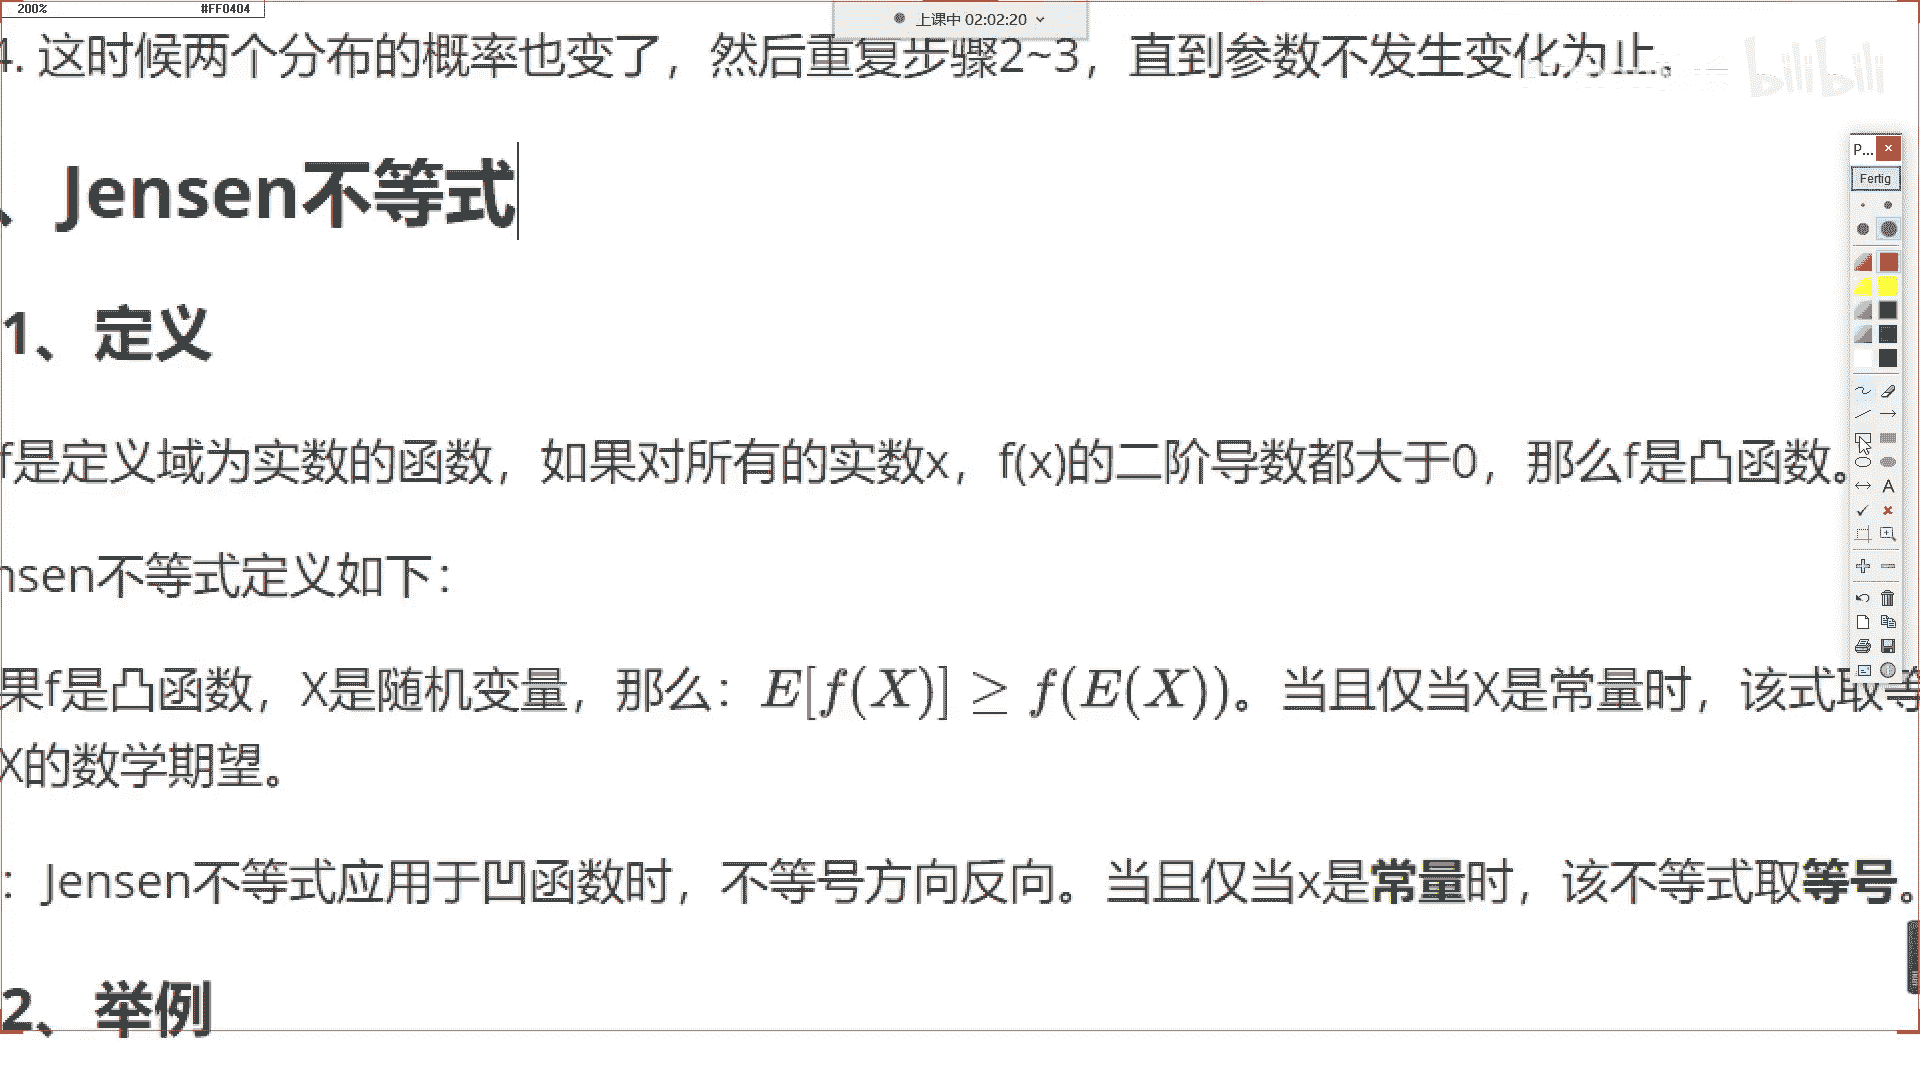 200% #FF0404
上课中 02:02:20
4. 这时候两个分布的概率也变了，然后重复步骤2~3，直到参数不发生变化为止。
bilibili
、Jensen不等式
P...
Fertig
1、定义
f是定义域为实数的函数，如果对所有的实数x，f(x)的二阶导数都大于0，那么f是凸函数。
A
nsen不等式定义如下：
果f是凸函数，X是随机变量，那么：E[f(X)] ≥ f(E(X))。当且仅当X是常量时，该式取等
X的数学期望。
：Jensen不等式应用于凹函数时，不等号方向反向。当且仅当x是常量时，该不等式取等号。
2、举例